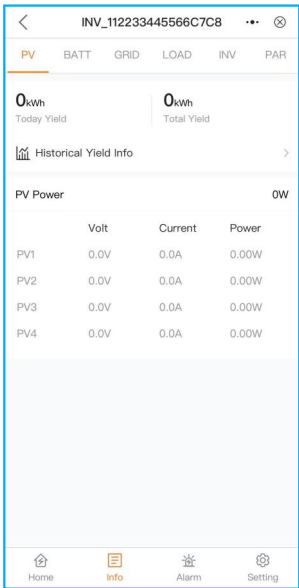 INV_112233445566C7C8
PV BATT GRID LOAD INV PAR
0kWh 0kWh
Today Yield Total Yield
Historical Yield Info
PV Power 0W
Volt Current Power
PV1 0.0V 0.0A 0.00W
PV2 0.0V 0.0A 0.00W
PV3 0.0V 0.0A 0.00W
PV4 0.0V 0.0A 0.00W
Home Info Alarm Setting